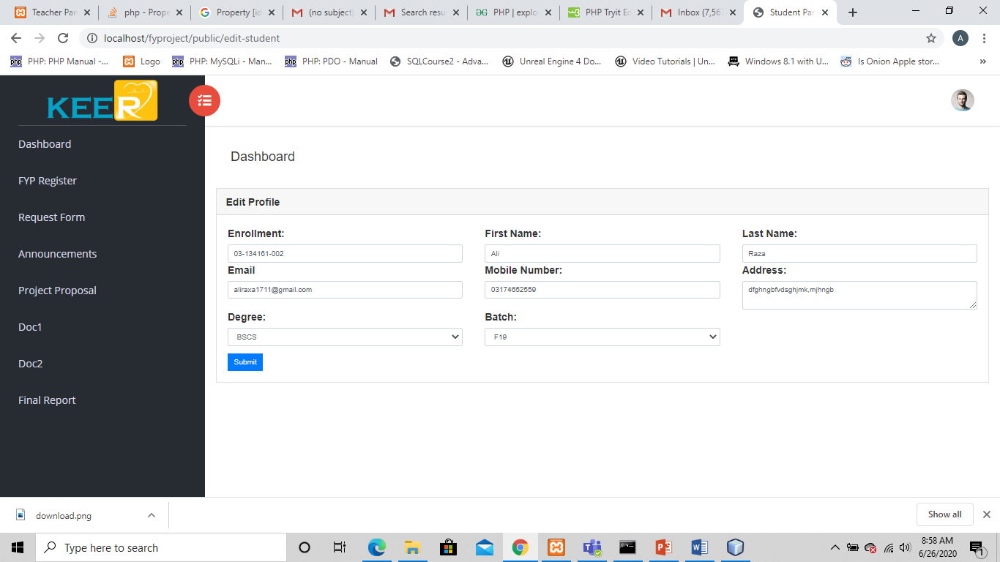 Teacher Par
php - Prope
Property [id
(no subject)
Search resu
PHP | explo
PHP Tryit Ed
Inbox (7,567
Student Par
localhost/fyproject/public/edit-student
A
PHP: PHP Manual -...
Logo
PHP: MySQLi - Man...
PHP: PDO - Manual
SQLCourse2 - Adva...
Unreal Engine 4 Do...
Video Tutorials | Un...
Windows 8.1 with U...
Is Onion Apple stor...
»
KEER
Dashboard
FYP Register
Request Form
Announcements
Project Proposal
Doc1
Doc2
Final Report
Dashboard
Edit Profile
Enrollment: First Name: Last Name:
03-134161-002 Ali Raza
Email Mobile Number: Address:
aliraxa1711@gmail.com 03174652559 dfghngbfvdsghjmk,mjhngb
Degree: Batch:
BSCS F19
Submit
download.png
Show all
Type here to search
8:58 AM
6/26/2020
1